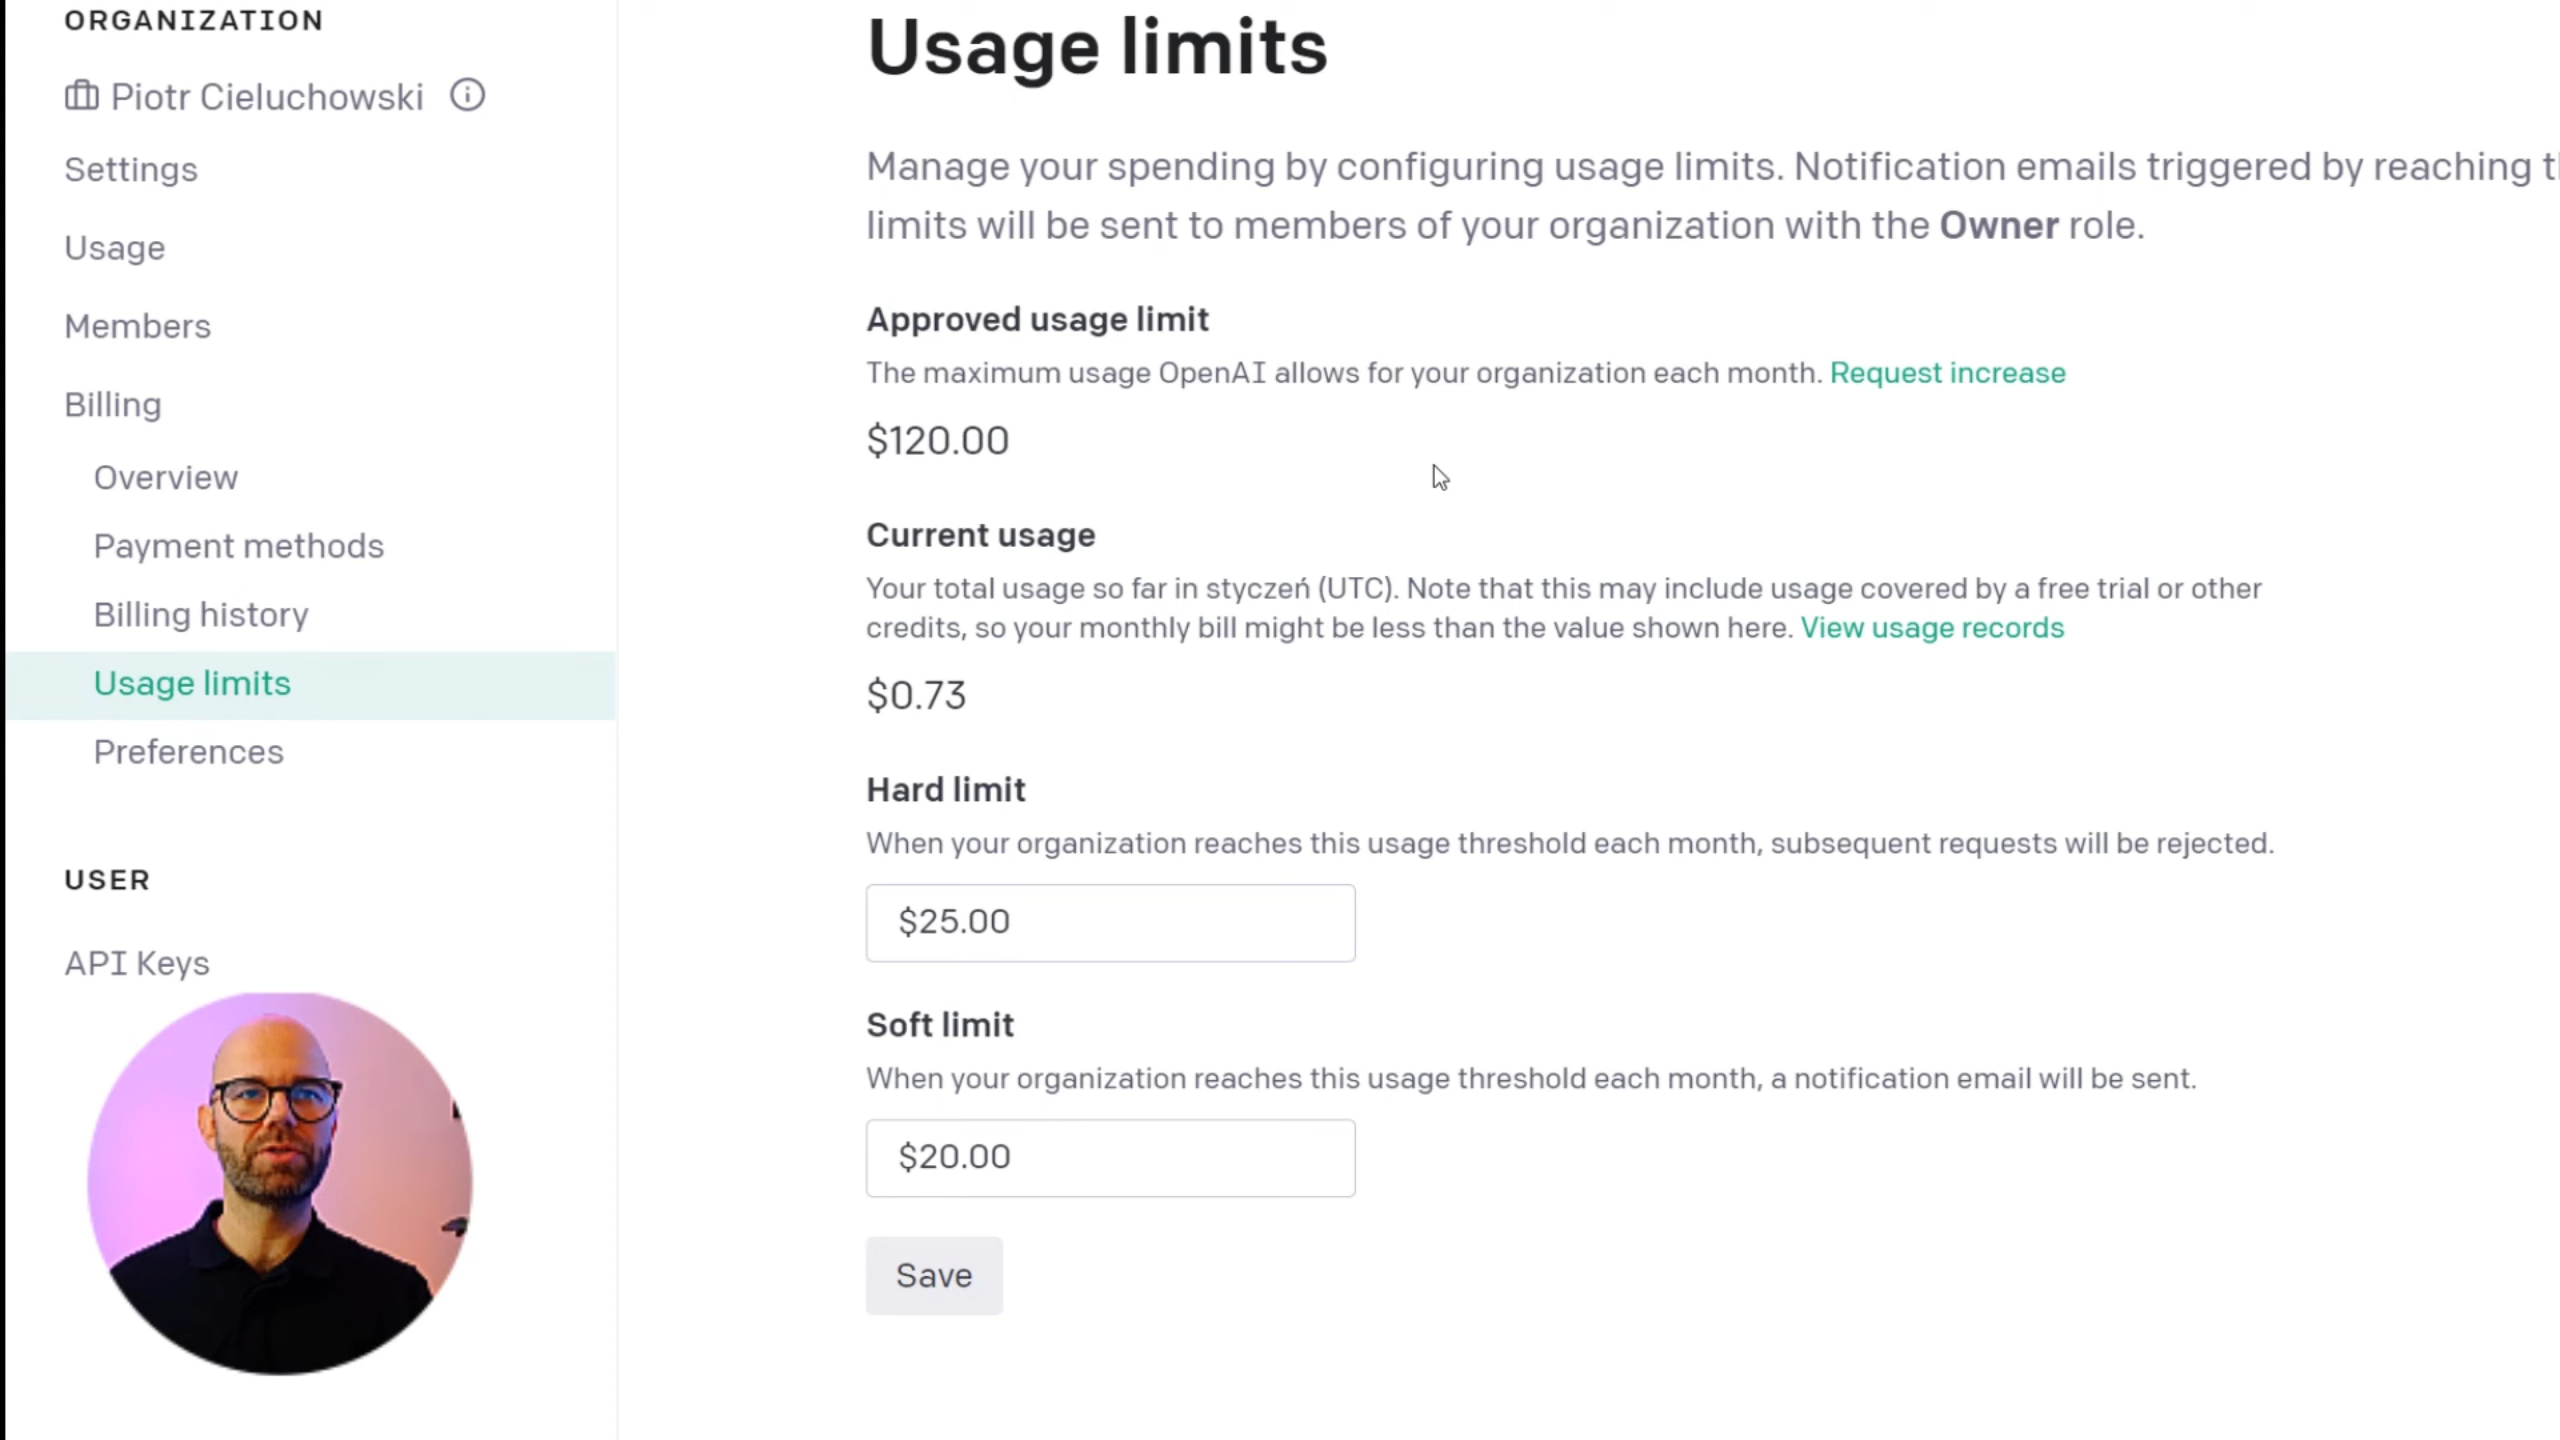 ORGANIZATION
Piotr Cieluchowski
Settings
Usage
Members
Billing
Overview
Payment methods
Billing history
Usage limits
Preferences
USER
API Keys
Usage limits
Manage your spending by configuring usage limits. Notification emails triggered by reaching
limits will be sent to members of your organization with the Owner role.
Approved usage limit
The maximum usage OpenAI allows for your organization each month. Request increase
$120.00
Current usage
Your total usage so far in styczeń (UTC). Note that this may include usage covered by a free trial or other
credits, so your monthly bill might be less than the value shown here. View usage records
$0.73
Hard limit
When your organization reaches this usage threshold each month, subsequent requests will be rejected.
$25.00
Soft limit
When your organization reaches this usage threshold each month, a notification email will be sent.
$20.00
Save